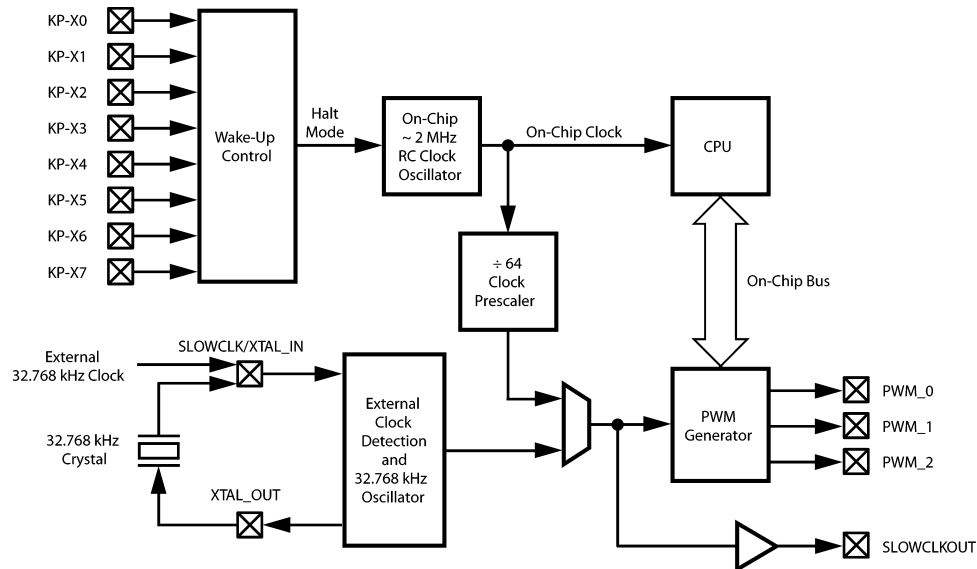 KP-X0
KP-X1
KP-X2
KP-X3
KP-X4
KP-X5
KP-X6
KP-X7
Wake-Up
Control
Halt
Mode
On-Chip
~ 2 MHz
RC Clock
Oscillator
On-Chip Clock
CPU
÷ 64
Clock
Prescaler
On-Chip Bus
External
32.768 kHz Clock
SLOWCLK/XTAL_IN
32.768 kHz
Crystal
XTAL_OUT
External
Clock
Detection
and
32.768 kHz
Oscillator
PWM
Generator
PWM_0
PWM_1
PWM_2
SLOWCLKOUT